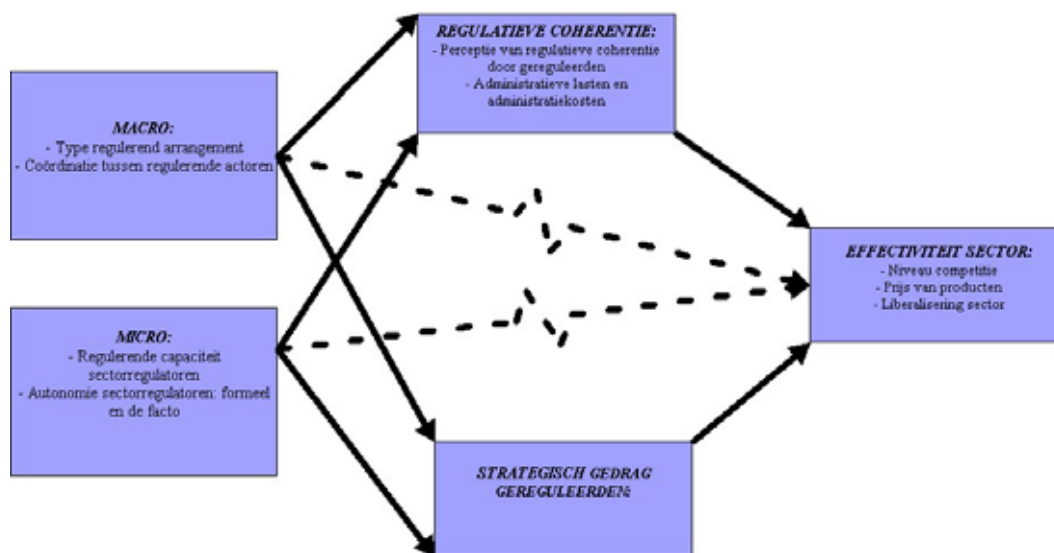 REGULATIEVE COHERENTIE:
- Perceptie van regulatieve coherentie
door gereguleerden
- Administratieve lasten en
administratiekosten
MACRO:
- Type regulerend arrangement
- Coördinatie tussen regulerende actoren
EFFECTIVITEIT SECTOR:
- Niveau competitie
- Prijs van producten
- Liberalisering sector
MICRO:
- Regulerende capaciteit
sectorregulatoren
- Autonomie sectorregulatoren: formeel
en de facto
STRATEGISCH GEDRAG
GEREGULEERDE½